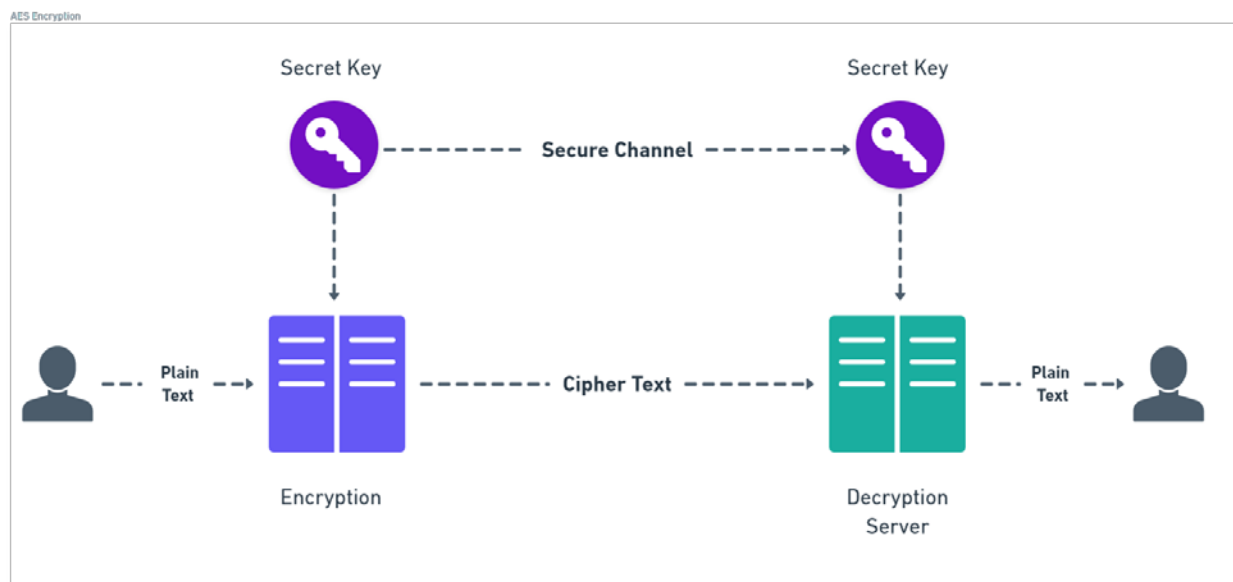 AES Encryption
Secret Key
Secret Key
Secure Channel
Plain
Text
Cipher Text
Plain
Text
Encryption
Decryption
Server